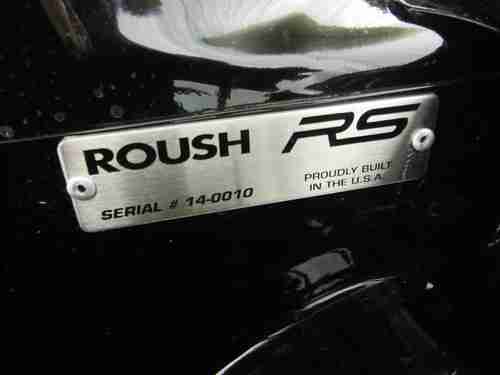 ROUSH RS
SERIAL # 14-0010
PROUDLY BUILT
IN THE U.S.A.